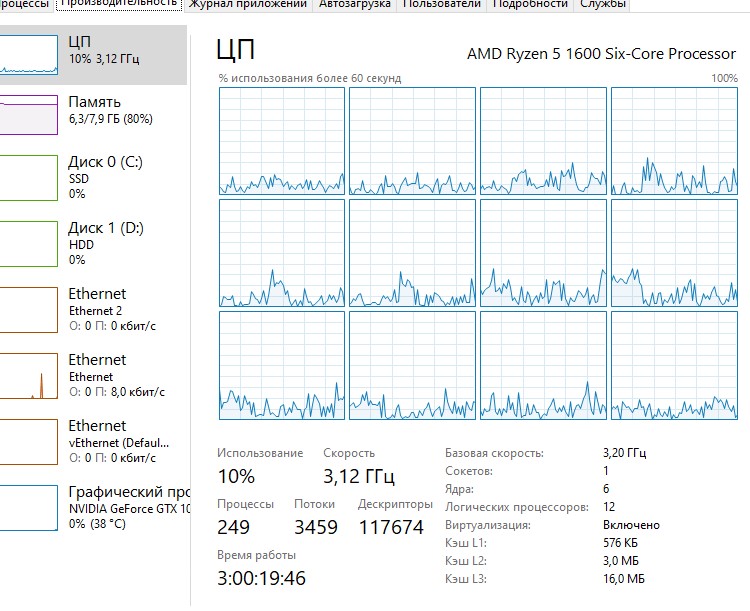 Производительность Журнал приложений Автозагрузка Пользователи Подробности Службы
ЦП
10% 3,12 ГГц
Память
6,3/7,9 ГБ (80%)
Диск 0 (C:)
SSD
0%
Диск 1 (D:)
HDD
0%
Ethernet
Ethernet 2
О: 0 П: 0 кбит/с
Ethernet
Ethernet
О: 0 П: 8,0 кбит/с
Ethernet
vEthernet (Defaul...
О: 0 П: 0 кбит/с
Графический про
NVIDIA GeForce GTX 10
0% (38 °C)
ЦП
AMD Ryzen 5 1600 Six-Core Processor
% использования более 60 секунд
100%
Использование Скорость
10% 3,12 ГГц
Процессы Потоки Дескрипторы
249 3459 117674
Время работы
3:00:19:46
Базовая скорость: 3,20 ГГц
Сокетов: 1
Ядра: 6
Логических процессоров: 12
Виртуализация: Включено
Кэш L1: 576 КБ
Кэш L2: 3,0 МБ
Кэш L3: 16,0 МБ